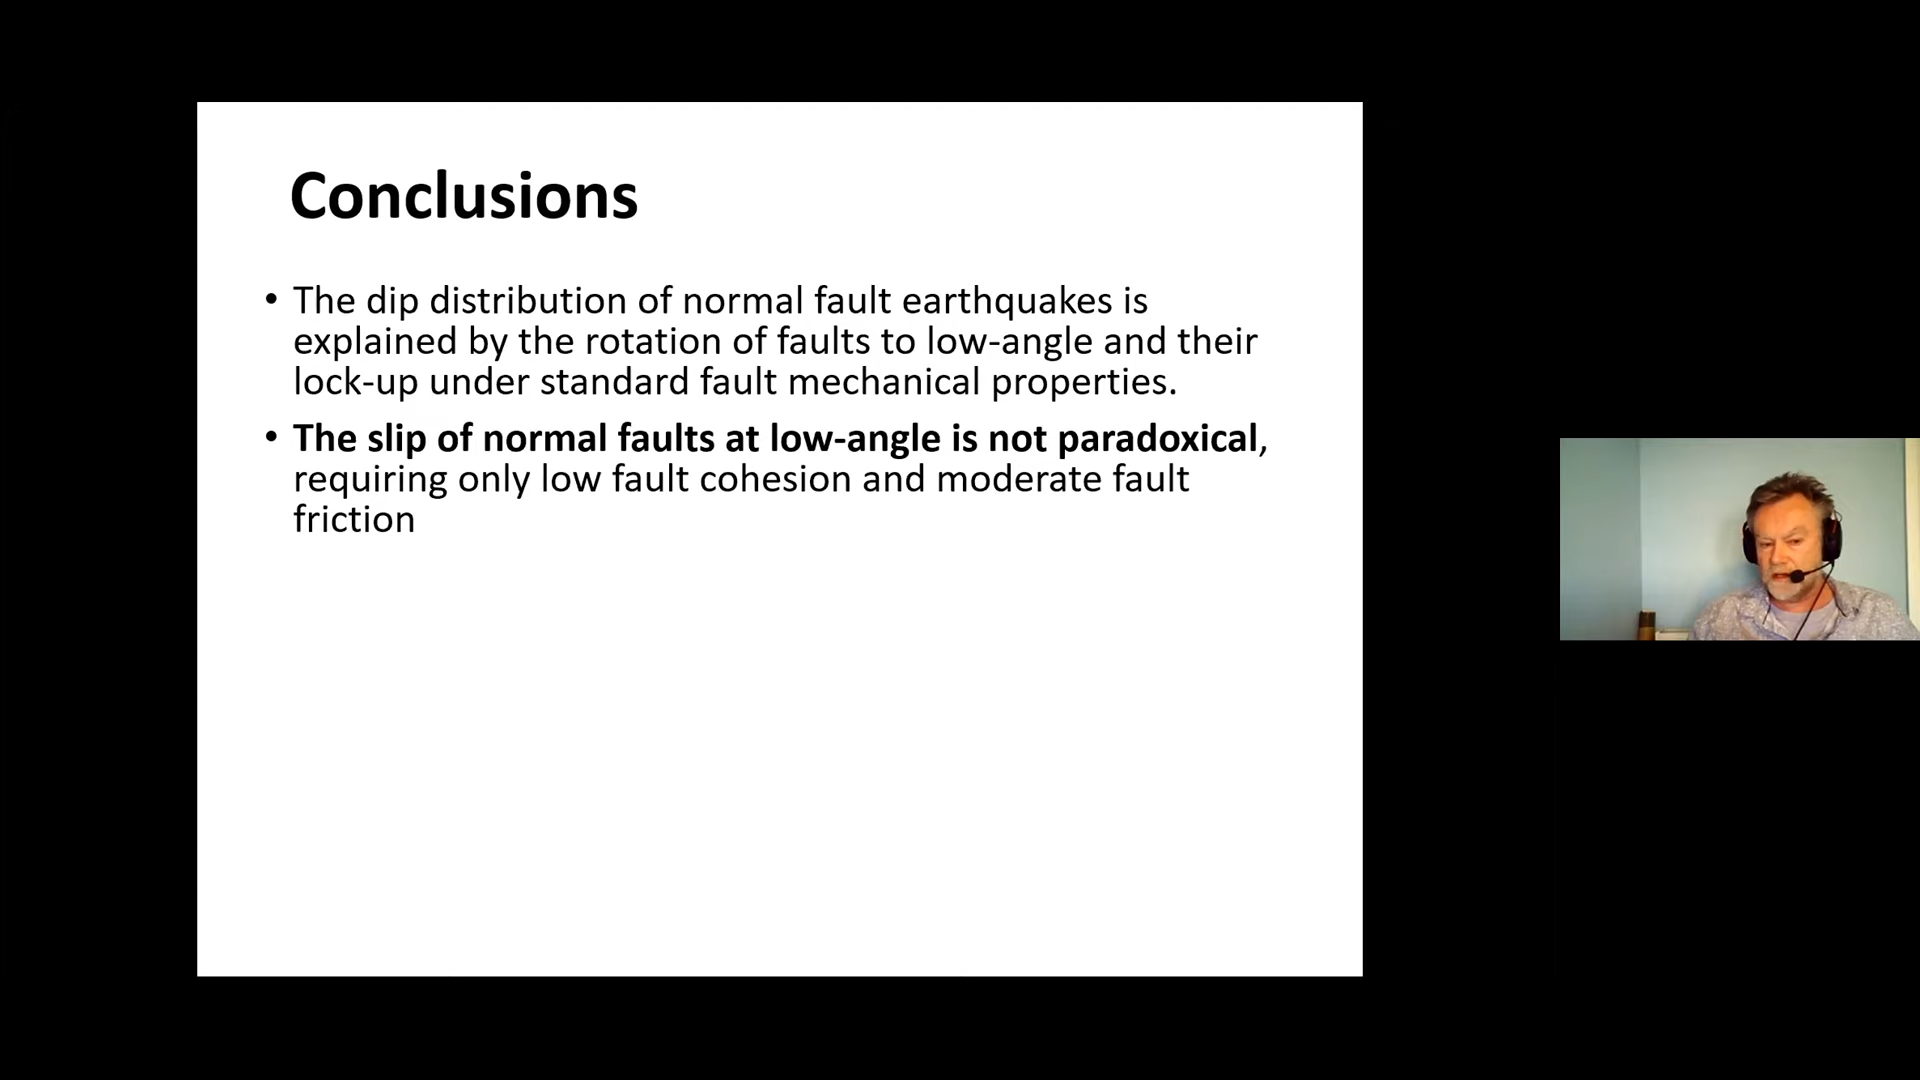 Conclusions
• The dip distribution of normal fault earthquakes is
explained by the rotation of faults to low-angle and their
lock-up under standard fault mechanical properties.
• The slip of normal faults at low-angle is not paradoxical,
requiring only low fault cohesion and moderate fault
friction